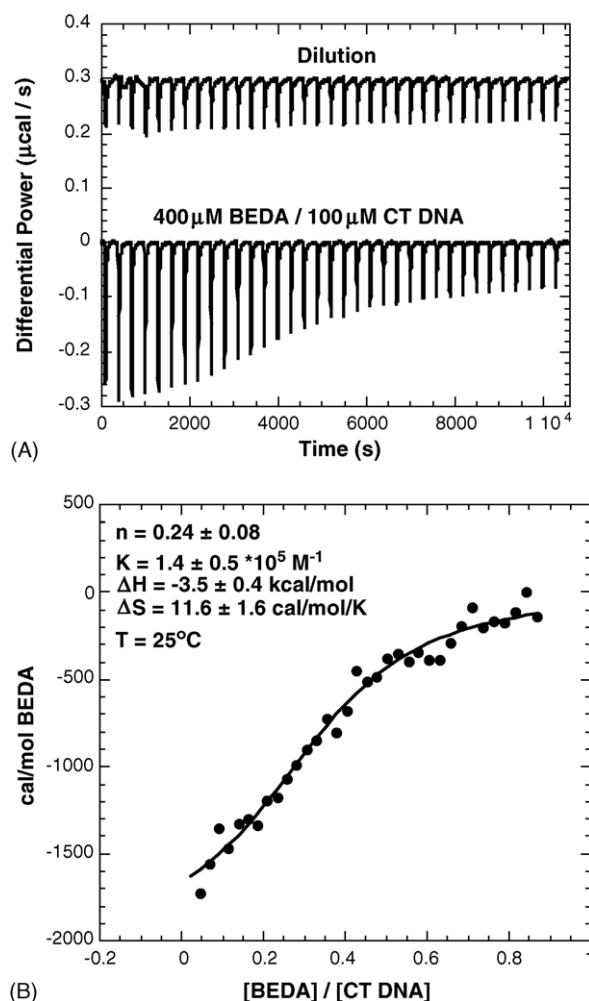 0.4
Dilution
0.3
0.2
0.1
400 μM BEDA / 100 μM CT DNA
0
-0.1
-0.2
-0.3
Differential Power (μcal / s)
0 2000 4000 6000 8000 1 10⁴
Time (s)
(A)
500
n = 0.24 ± 0.08
K = 1.4 ± 0.5 *10⁵ M⁻¹
ΔH = -3.5 ± 0.4 kcal/mol
ΔS = 11.6 ± 1.6 cal/mol/K
T = 25°C
0
-500
-1000
-1500
-2000
cal/mol BEDA
-0.2 0 0.2 0.4 0.6 0.8
[BEDA] / [CT DNA]
(B)